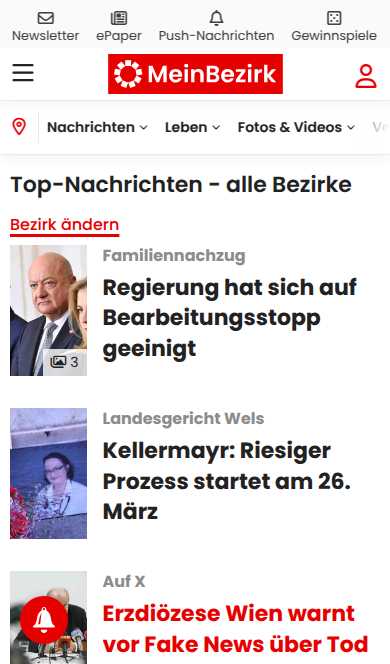 Newsletter
ePaper
Push-Nachrichten
Gewinnspiele
MeinBezirk
Nachrichten
Leben
Fotos & Videos
Top-Nachrichten - alle Bezirke
Bezirk ändern
Familiennachzug
Regierung hat sich auf
Bearbeitungsstopp
geeinigt
3
Landesgericht Wels
Kellermayr: Riesiger
Prozess startet am 26.
März
Auf X
Erzdiözese Wien warnt
vor Fake News über Tod